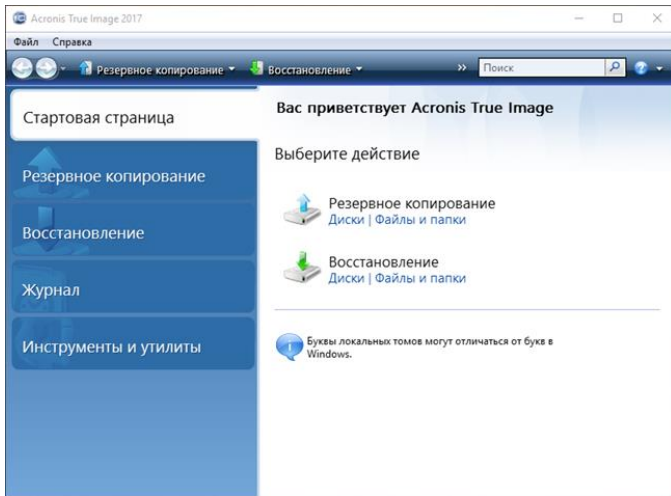 Acronis True Image 2017
Файл Справка
Резервное копирование Восстановление » Поиск
Стартовая страница
Резервное копирование
Восстановление
Журнал
Инструменты и утилиты
Вас приветствует Acronis True Image
Выберите действие
Резервное копирование
Диски | Файлы и папки
Восстановление
Диски | Файлы и папки
Буквы локальных томов могут отличаться от букв в
Windows.